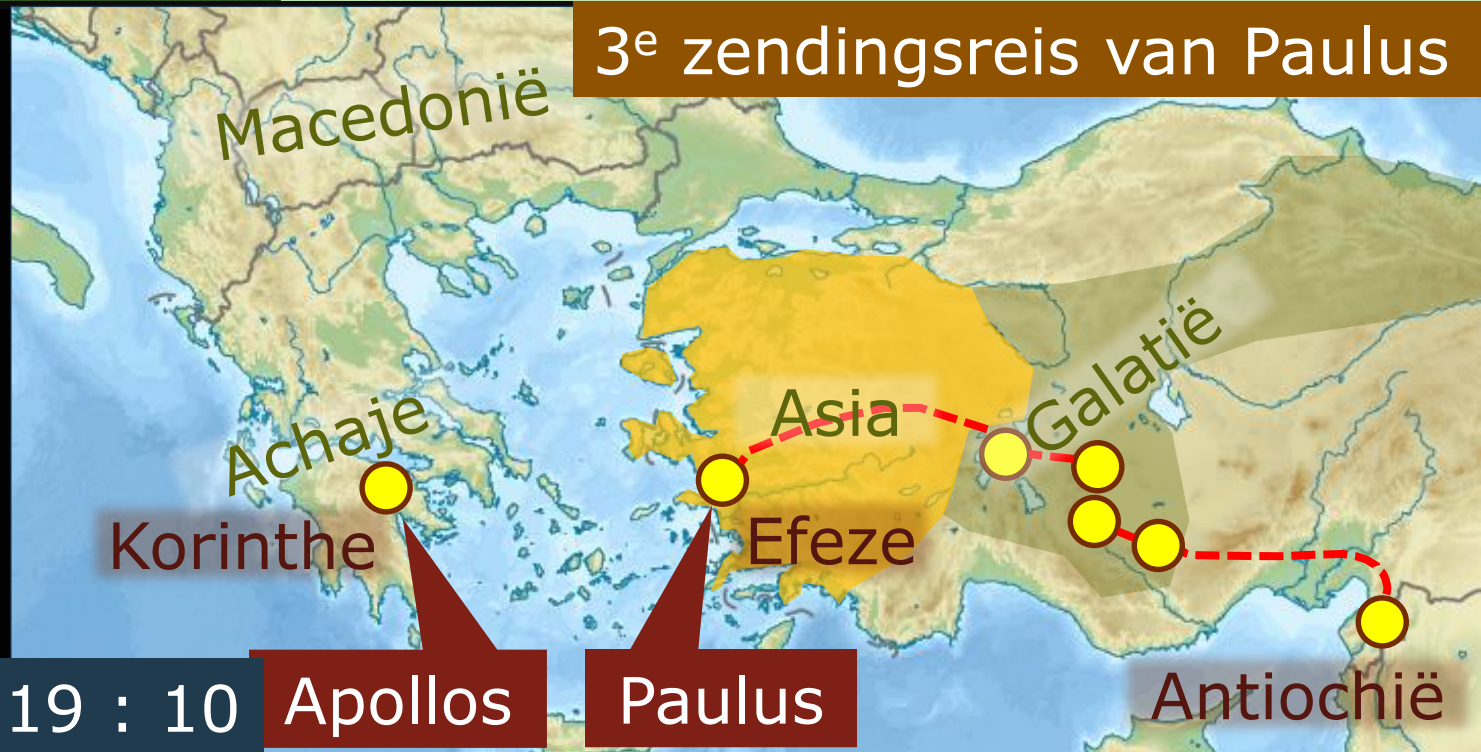 3e zendingsreis van Paulus
Macedonië
Galatië
Asia
Achaje
Korinthe
Efeze
Antiochië
19 : 10
Apollos
Paulus